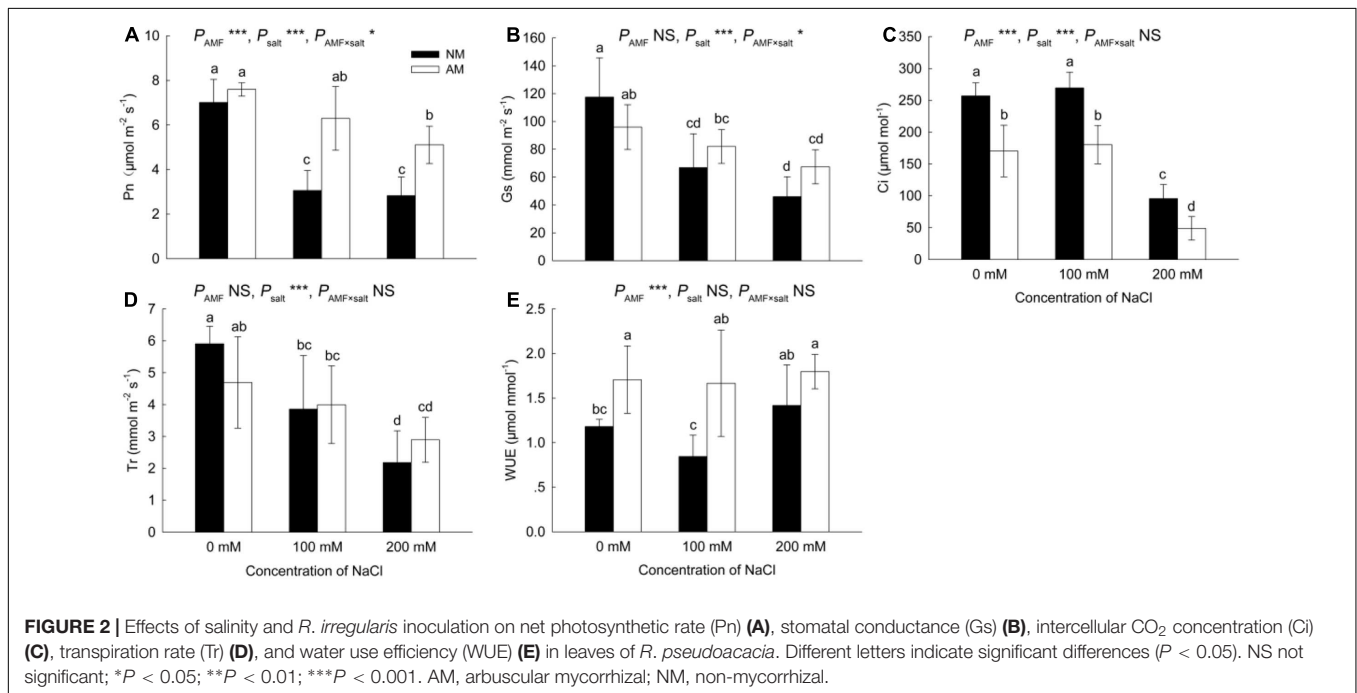 A
P_AMF ***, P_salt ***, P_AMF×salt *
10
8
6
4
2
0
Pn (μmol m⁻² s⁻¹)
NM
AM
a
a
c
ab
c
b
B
P_AMF NS, P_salt ***, P_AMF×salt *
160
140
120
100
80
60
40
20
0
Gs (mmol m⁻² s⁻¹)
a
ab
cd
bc
d
cd
C
P_AMF ***, P_salt ***, P_AMF×salt NS
300
250
200
150
100
50
0
Ci (μmol mol⁻¹)
a
b
a
b
c
d
0 mM 100 mM 200 mM
Concentration of NaCl
D
P_AMF NS, P_salt ***, P_AMF×salt NS
7
6
5
4
3
2
1
0
Tr (mmol m⁻² s⁻¹)
a
ab
bc
bc
d
cd
0 mM 100 mM 200 mM
Concentration of NaCl
E
P_AMF ***, P_salt NS, P_AMF×salt NS
2.5
2.0
1.5
1.0
.5
0.0
WUE (μmol mmol⁻¹)
bc
a
c
ab
ab
a
0 mM 100 mM 200 mM
Concentration of NaCl
FIGURE 2 | Effects of salinity and R. irregularis inoculation on net photosynthetic rate (Pn) (A), stomatal conductance (Gs) (B), intercellular CO₂ concentration (Ci)
(C), transpiration rate (Tr) (D), and water use efficiency (WUE) (E) in leaves of R. pseudoacacia. Different letters indicate significant differences (P < 0.05). NS not
significant; *P < 0.05; **P < 0.01; ***P < 0.001. AM, arbuscular mycorrhizal; NM, non-mycorrhizal.